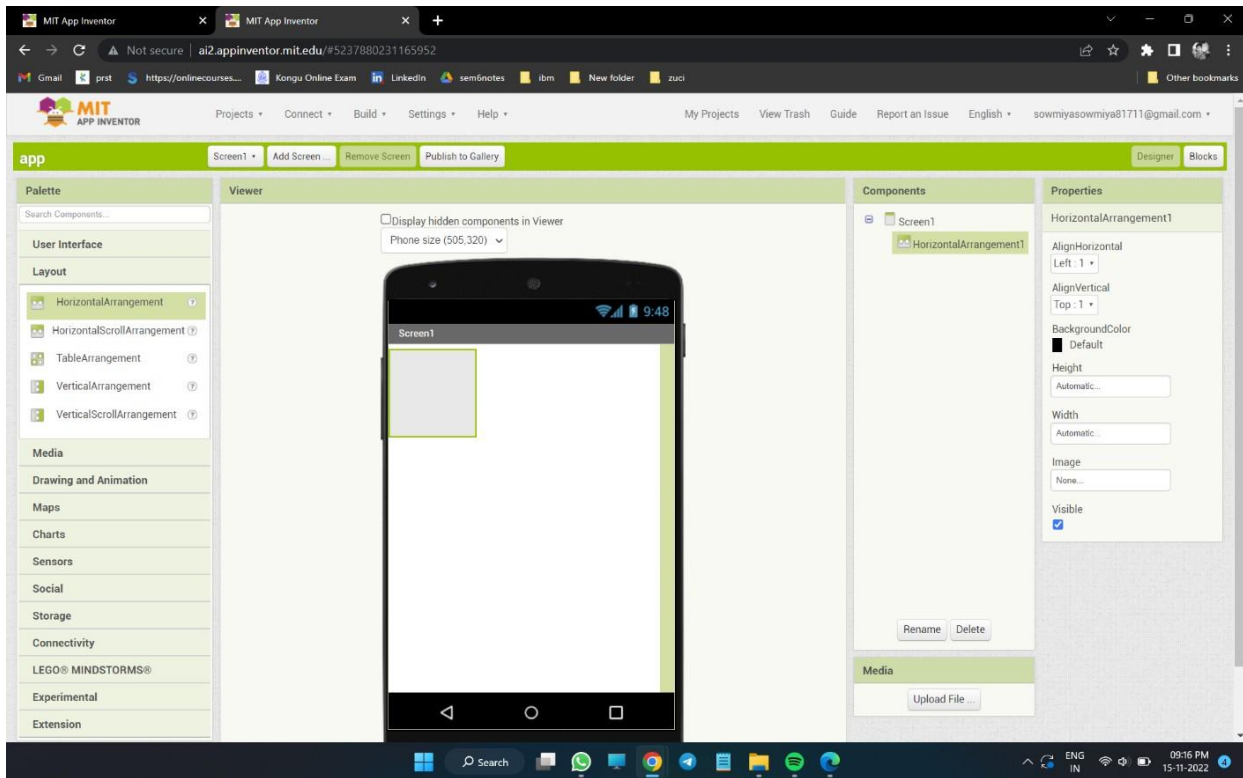 MIT App Inventor
MIT App Inventor
Not secure | ai2.appinventor.mit.edu/#5237880231165952
Gmail prst https://onlinecourses.... Kongu Online Exam LinkedIn sem6notes ibm New folder zuci Other bookmarks
MIT
APP INVENTOR
Projects Connect Build Settings Help My Projects View Trash Guide Report an Issue English sowmiyasowmiya81711@gmail.com
app Screen1 Add Screen ... Remove Screen Publish to Gallery Designer Blocks
Palette
Search Components...
User Interface
Layout
HorizontalArrangement
HorizontalScrollArrangement
TableArrangement
VerticalArrangement
VerticalScrollArrangement
Media
Drawing and Animation
Maps
Charts
Sensors
Social
Storage
Connectivity
LEGO® MINDSTORMS®
Experimental
Extension
Viewer
Display hidden components in Viewer
Phone size (505,320)
9:48
Screen1
Components
Screen1
HorizontalArrangement1
Rename Delete
Media
Upload File ...
Properties
HorizontalArrangement1
AlignHorizontal
Left : 1
AlignVertical
Top : 1
BackgroundColor
Default
Height
Automatic...
Width
Automatic...
Image
None...
Visible
Search
ENG
IN
09:16 PM
15-11-2022
4